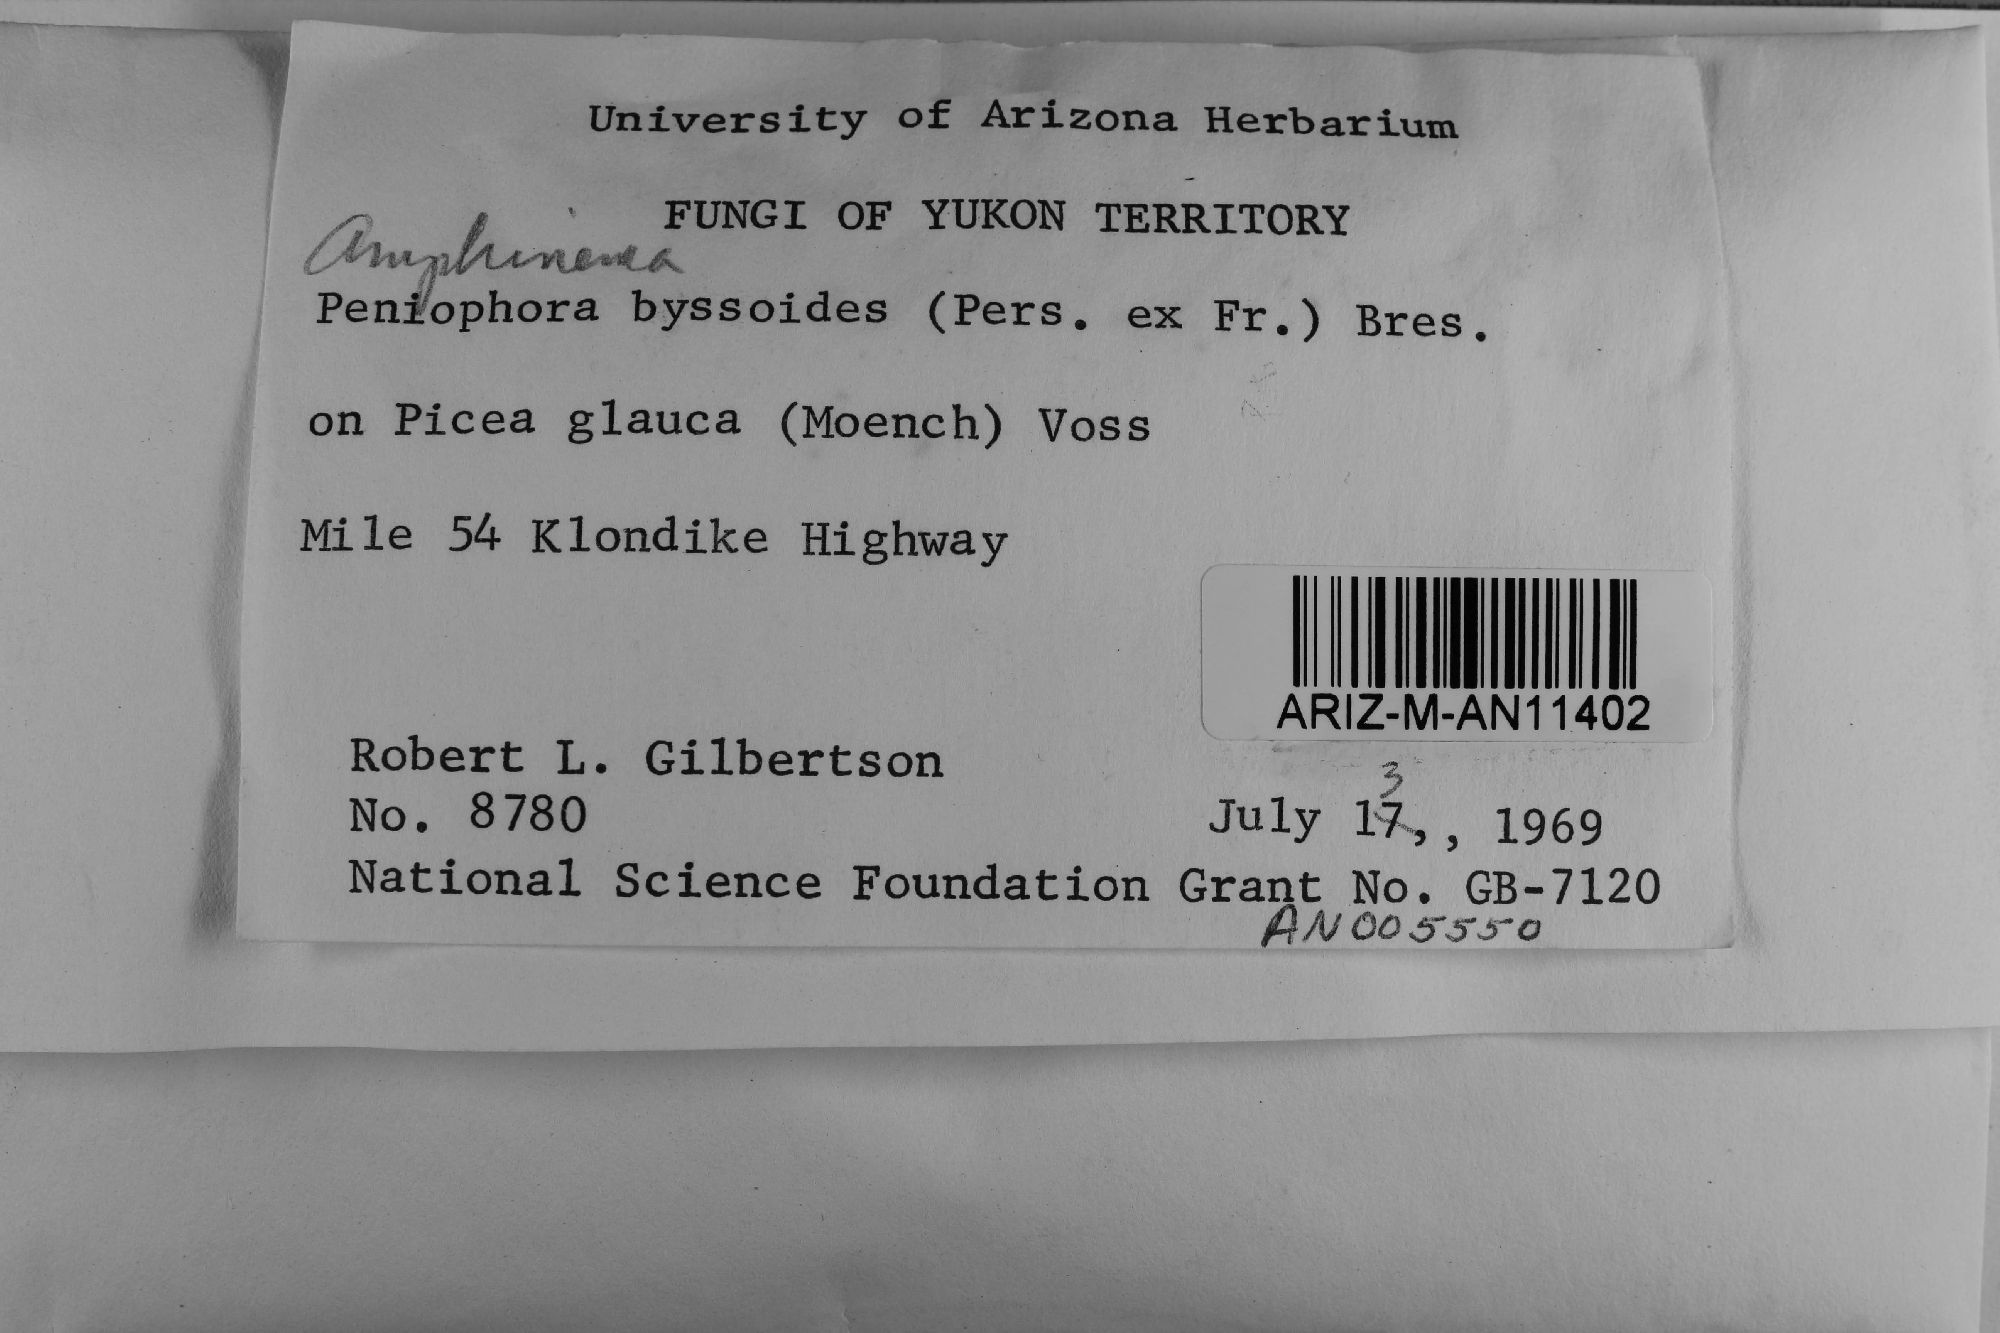 University of Arizona Herbarium
FUNGI OF YUKON TERRITORY
Amphinema
Peniophora byssoides (Pers. ex Fr.) Bres.
on Picea glauca (Moench) Voss
Mile 54 Klondike Highway
ARIZ-M-AN11402
Robert L. Gilbertson
No. 8780
3
July 17,, 1969
National Science Foundation Grant No. GB-7120
AN005550